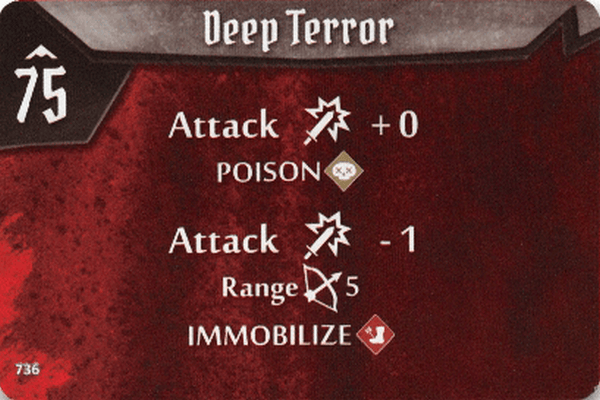 Deep Terror
75
Attack + 0
POISON
Attack - 1
Range 5
IMMOBILIZE
736